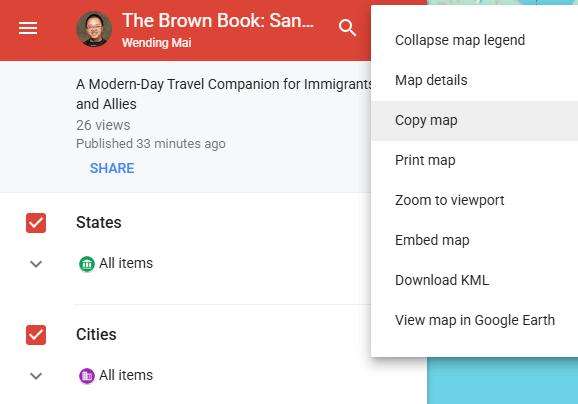 The Brown Book: San...
Wending Mai
A Modern-Day Travel Companion for Immigrants
and Allies
26 views
Published 33 minutes ago
SHARE
States
All items
Cities
All items
Collapse map legend
Map details
Copy map
Print map
Zoom to viewport
Embed map
Download KML
View map in Google Earth